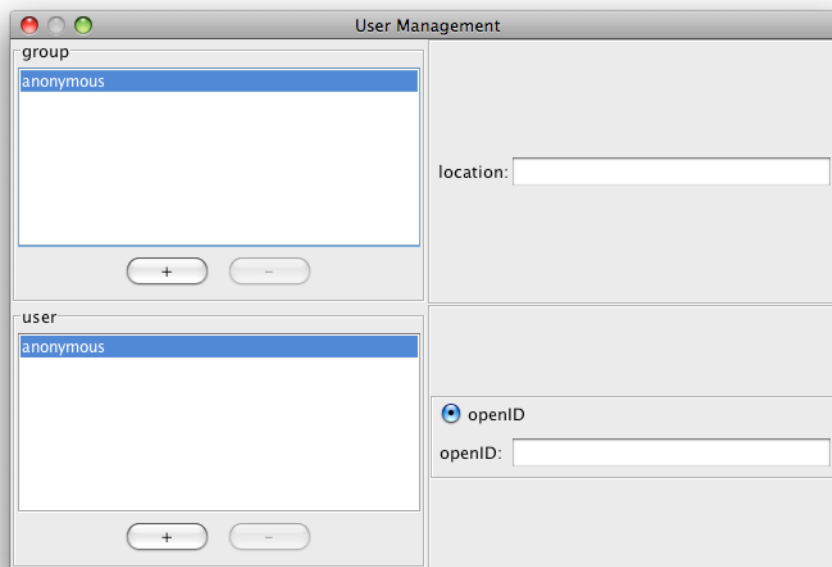 User Management
group
anonymous
+ -
location:
user
anonymous
+ -
openID
openID: